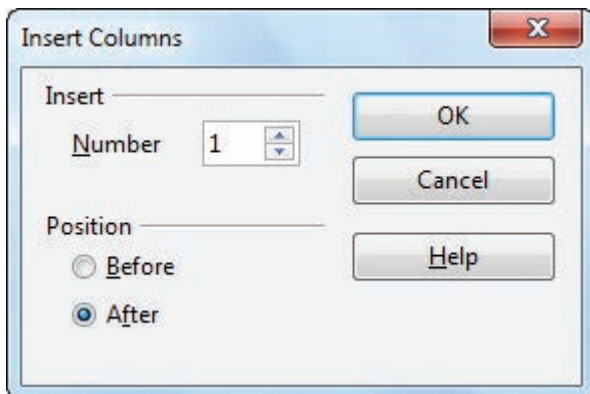 Insert Columns
Insert
Number 1
OK
Cancel
Position
Before
After
Help